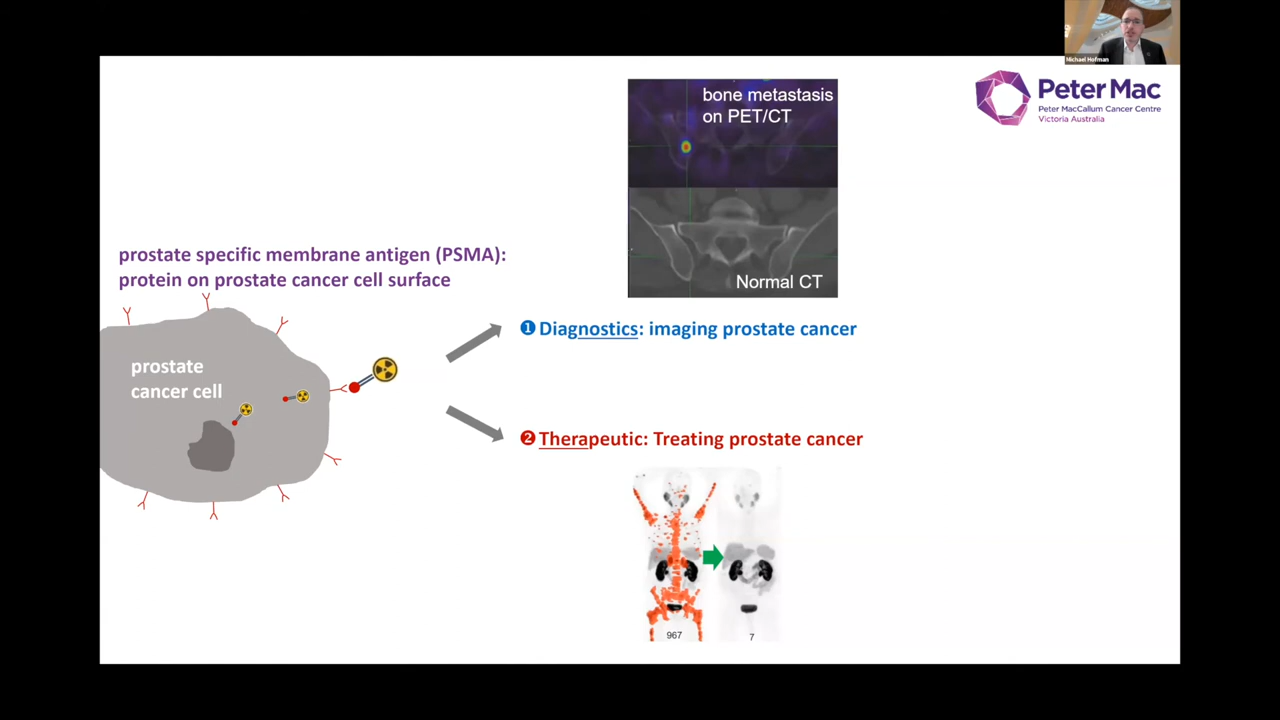 Michael Hofman
Peter Mac
Peter MacCallum Cancer Centre
Victoria Australia
bone metastasis
on PET/CT
Normal CT
prostate specific membrane antigen (PSMA):
protein on prostate cancer cell surface
prostate
cancer cell
❶ Diagnostics: imaging prostate cancer
❷ Therapeutic: Treating prostate cancer
967
7